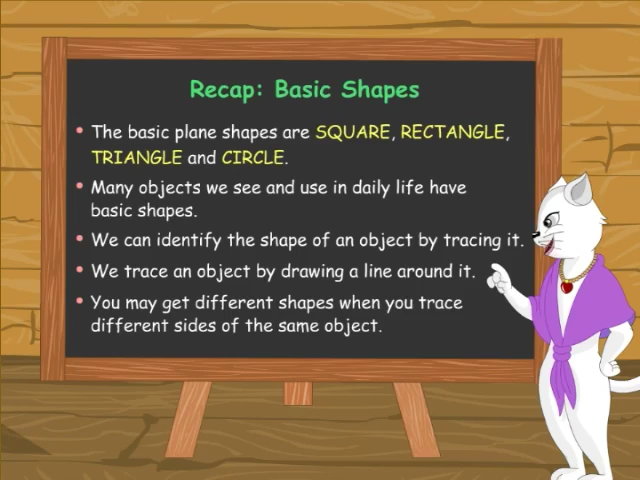 Recap: Basic Shapes
• The basic plane shapes are SQUARE, RECTANGLE,
TRIANGLE and CIRCLE.
• Many objects we see and use in daily life have
basic shapes.
• We can identify the shape of an object by tracing it.
• We trace an object by drawing a line around it.
• You may get different shapes when you trace
different sides of the same object.